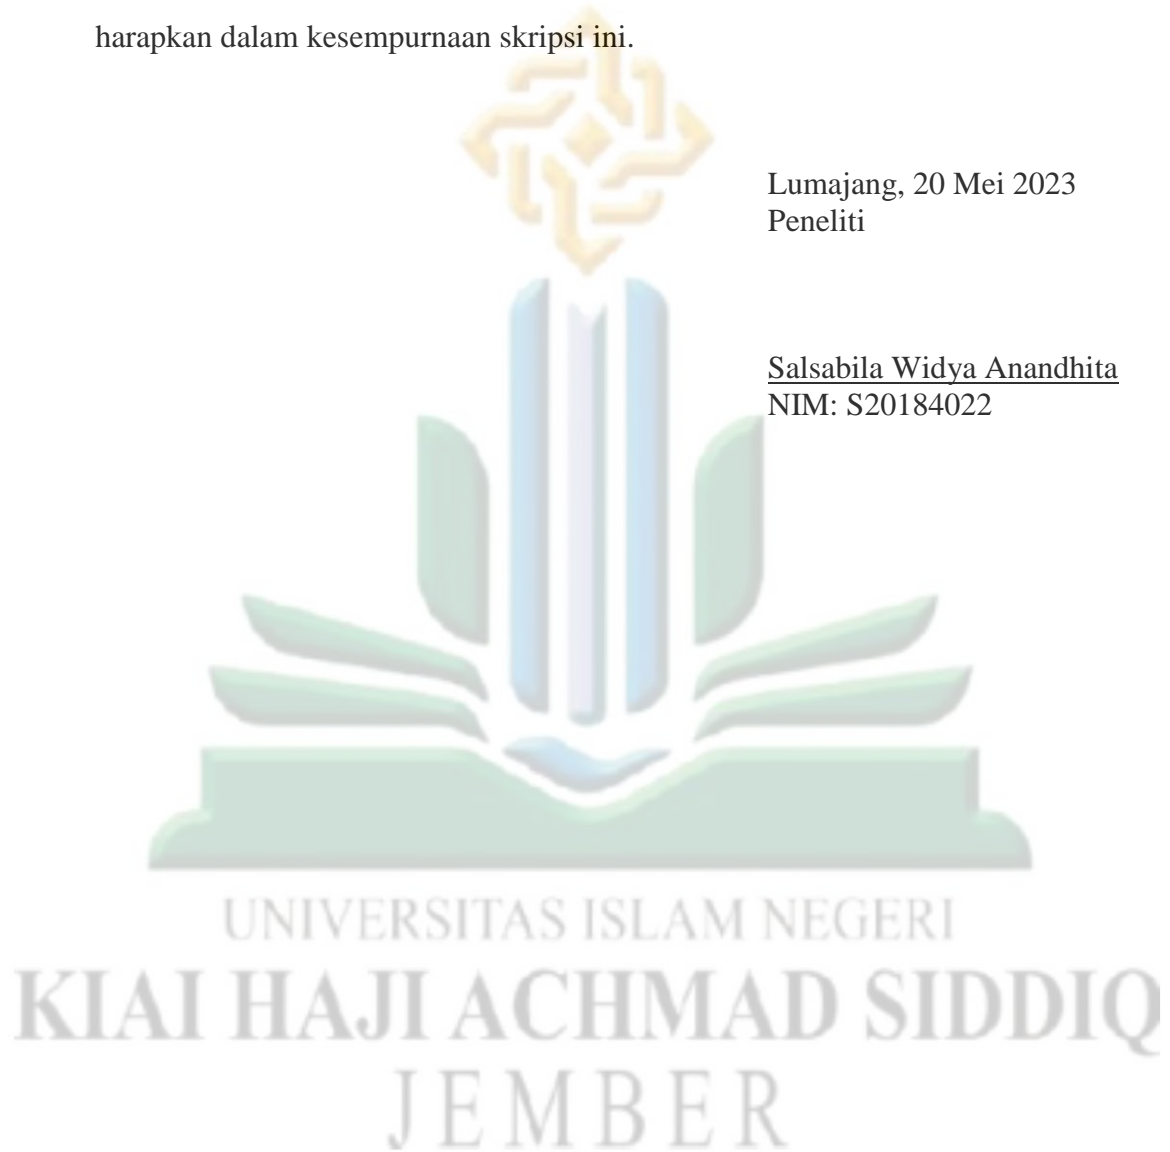 harapkan dalam kesempurnaan skripsi ini.
Lumajang, 20 Mei 2023
Peneliti
Salsabila Widya Anandhita
NIM: S20184022
UNIVERSITAS ISLAM NEGERI
KIAI HAJI ACHMAD SIDDIQ
JEMBER